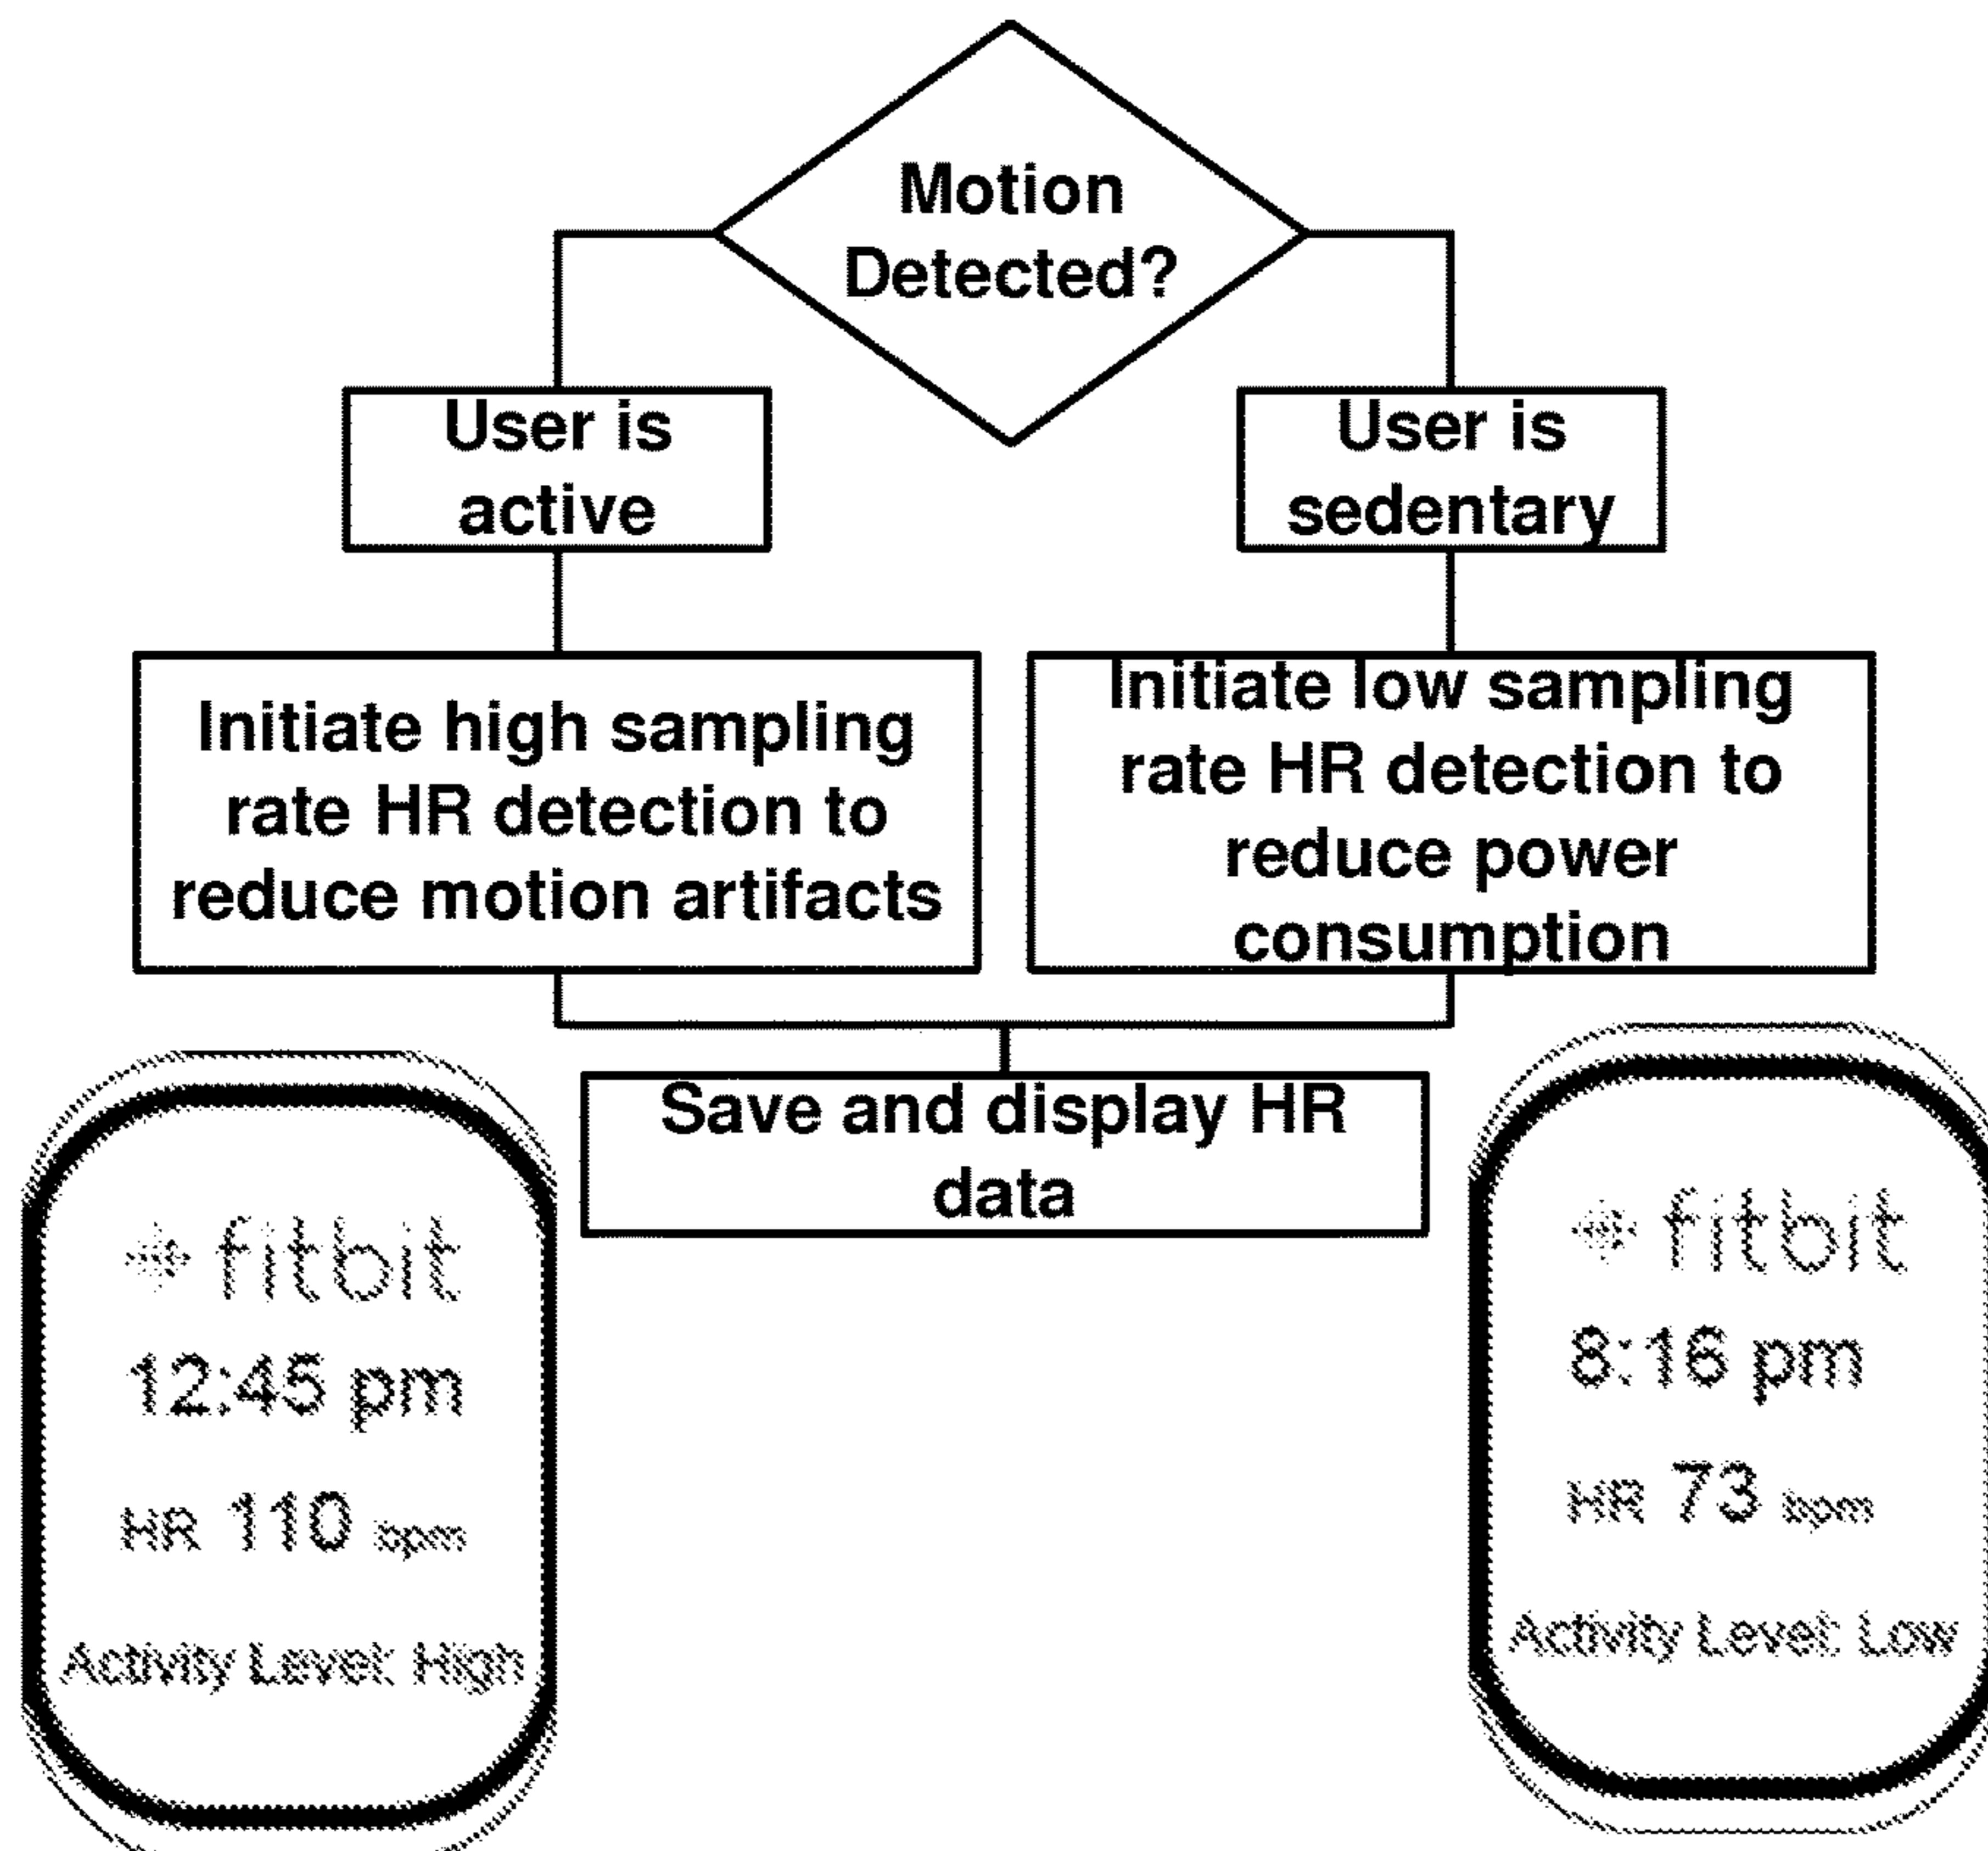 Motion
Detected?
User is
active
User is
sedentary
Initiate high sampling
rate HR detection to
reduce motion artifacts
Initiate low sampling
rate HR detection to
reduce power
consumption
Save and display HR
data
fitbit
12:45 pm
HR 110 bpm
Activity Level: High
fitbit
8:16 pm
HR 73 bpm
Activity Level: Low